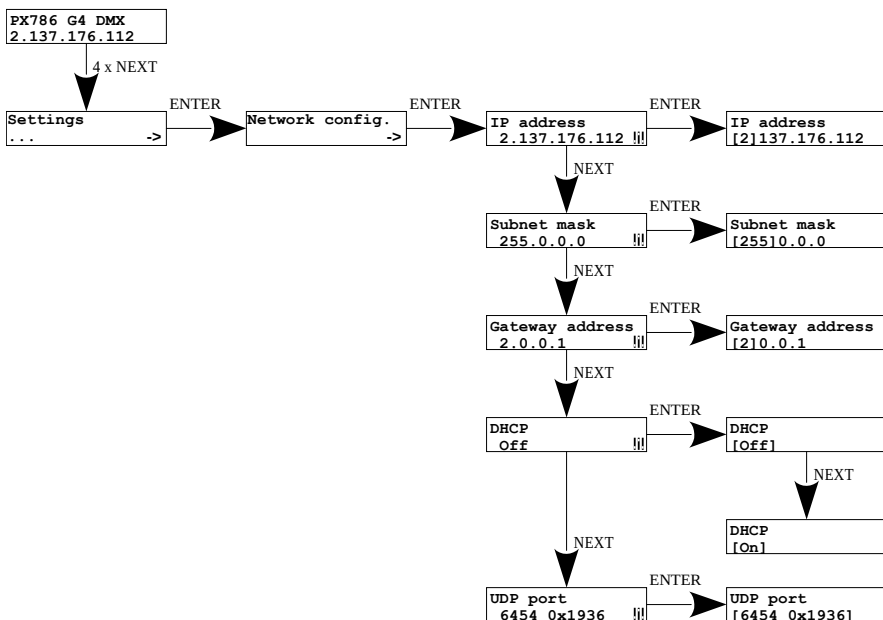 PX786 G4 DMX
2.137.176.112
4 x NEXT
Settings
... ->
ENTER
Network config.
->
ENTER
IP address
2.137.176.112 !i!
ENTER
IP address
[2]137.176.112
NEXT
Subnet mask
255.0.0.0 !i!
ENTER
Subnet mask
[255]0.0.0
NEXT
Gateway address
2.0.0.1 !i!
ENTER
Gateway address
[2]0.0.1
NEXT
DHCP
Off !i!
ENTER
DHCP
[Off]
NEXT
DHCP
[On]
NEXT
UDP port
6454 0x1936 !i!
ENTER
UDP port
[6454 0x1936]